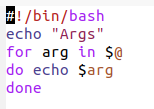 #!/bin/bash
echo "Args"
for arg in $@
do echo $arg
done